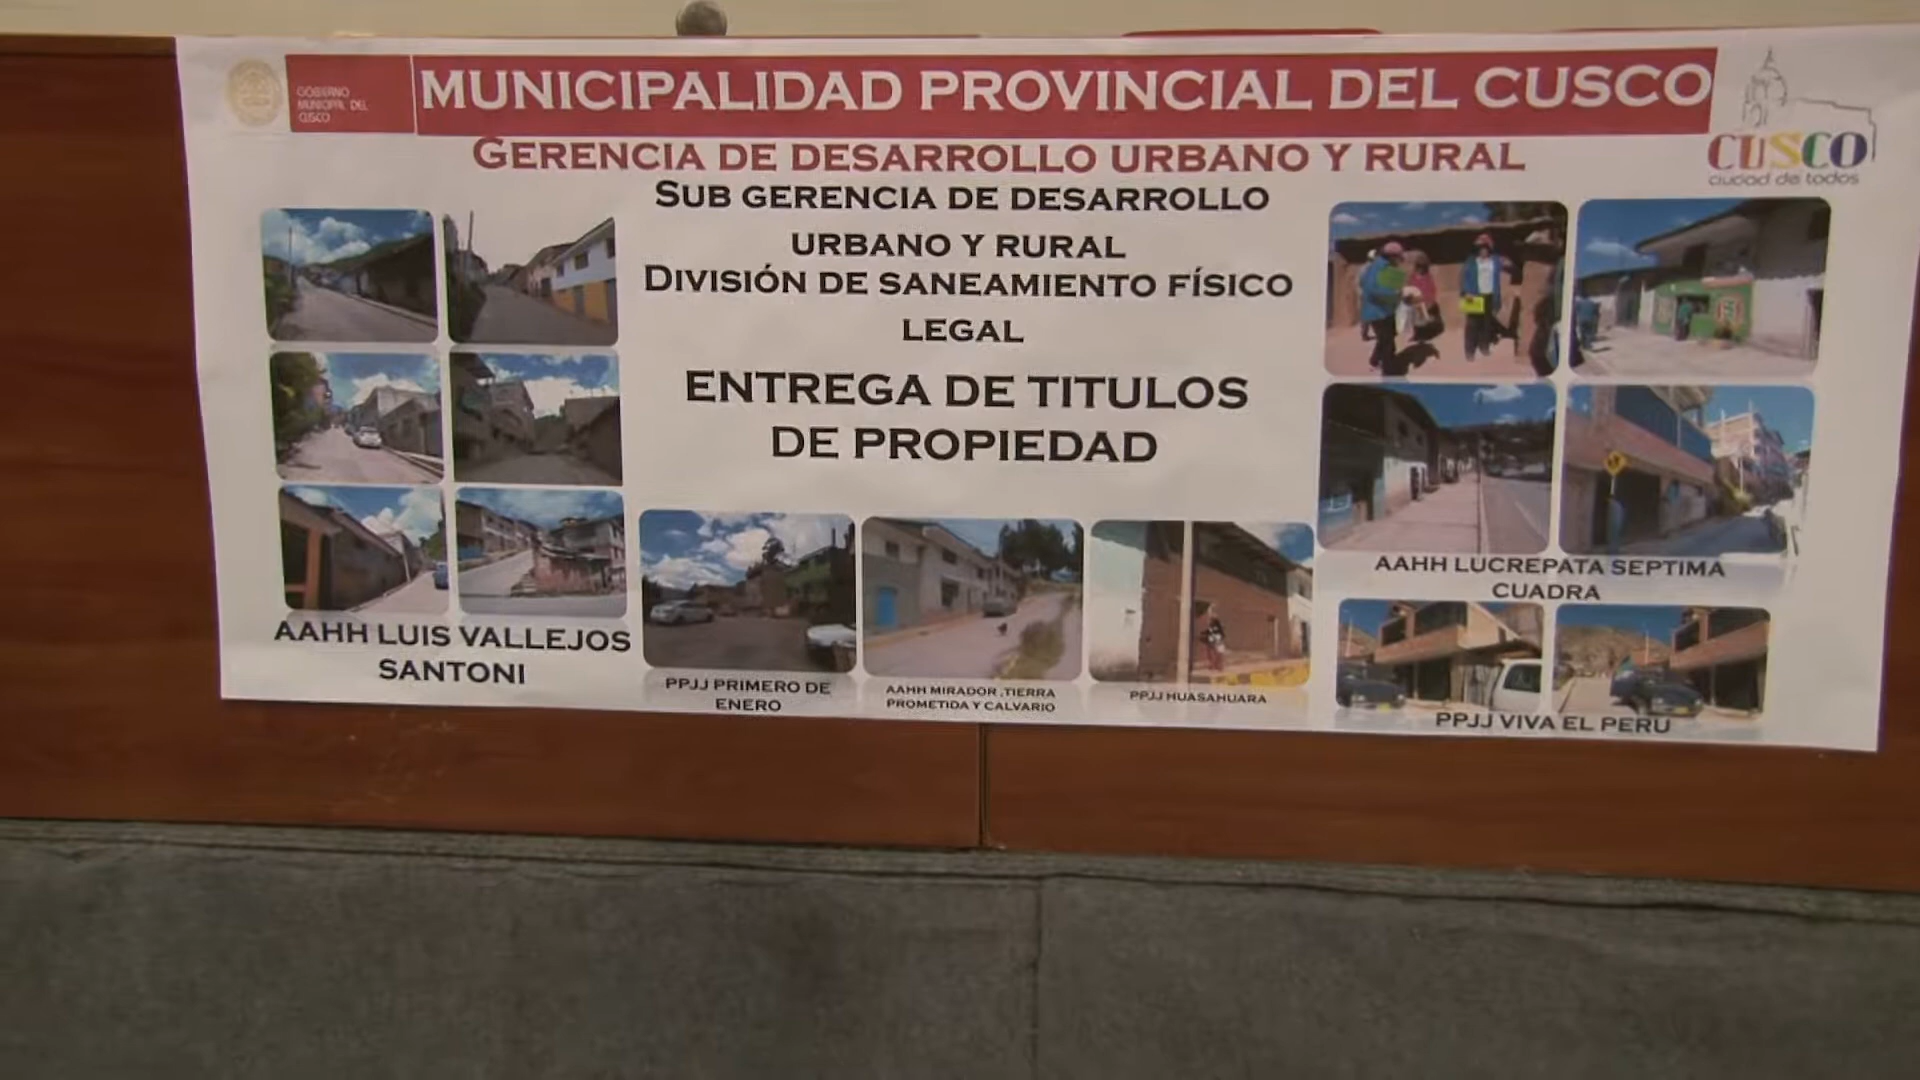 GOBIERNO
MUNICIPAL DEL
CUSCO
MUNICIPALIDAD PROVINCIAL DEL CUSCO
CUSCO
ciudad de todos
GERENCIA DE DESARROLLO URBANO Y RURAL
SUB GERENCIA DE DESARROLLO
URBANO Y RURAL
DIVISIÓN DE SANEAMIENTO FÍSICO
LEGAL
ENTREGA DE TITULOS
DE PROPIEDAD
AAHH LUIS VALLEJOS
SANTONI
PPJJ PRIMERO DE
ENERO
AAHH MIRADOR ,TIERRA
PROMETIDA Y CALVARIO
PPJJ HUASAHUARA
AAHH LUCREPATA SEPTIMA
CUADRA
PPJJ VIVA EL PERU